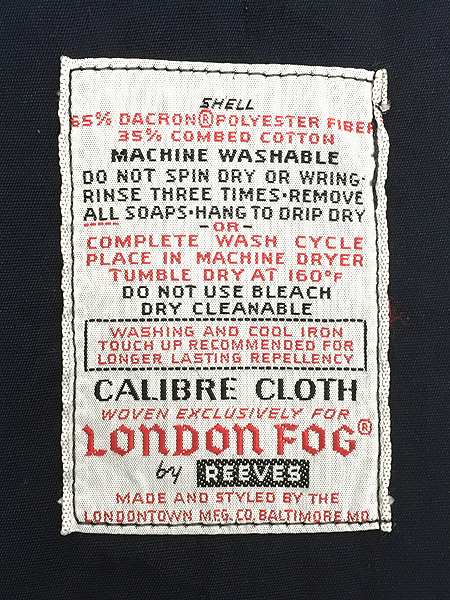 SHELL
65% DACRON® POLYESTER FIBER
35% COMBED COTTON
MACHINE WASHABLE
DO NOT SPIN DRY OR WRING·
RINSE THREE TIMES·REMOVE
ALL SOAPS·HANG TO DRIP DRY
-OR-
COMPLETE WASH CYCLE
PLACE IN MACHINE DRYER
TUMBLE DRY AT 160°F
DO NOT USE BLEACH
DRY CLEANABLE
WASHING AND COOL IRON
TOUCH UP RECOMMENDED FOR
LONGER LASTING REPELLENCY
CALIBRE CLOTH
WOVEN EXCLUSIVELY FOR
LONDON FOG®
by REEVES
MADE AND STYLED BY THE
LONDONTOWN MFG. CO. BALTIMORE, MD.